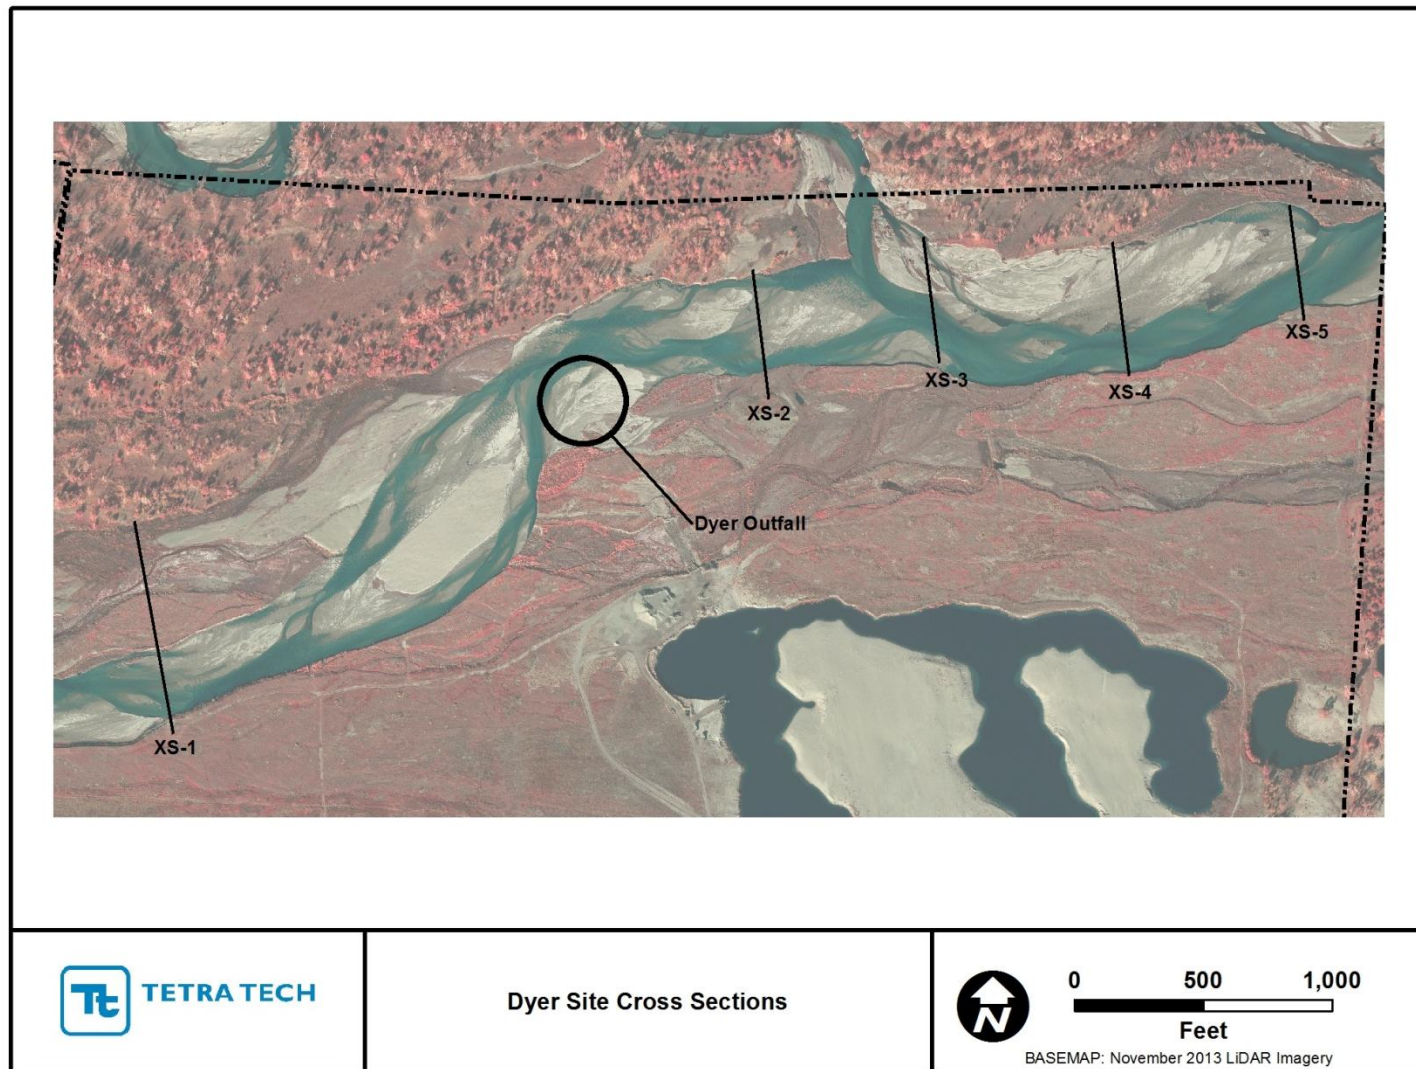 XS-5
XS-3
XS-4
XS-2
Dyer Outfall
XS-1
Tt TETRA TECH
Dyer Site Cross Sections
N
0 500 1,000
Feet
BASEMAP: November 2013 LiDAR Imagery